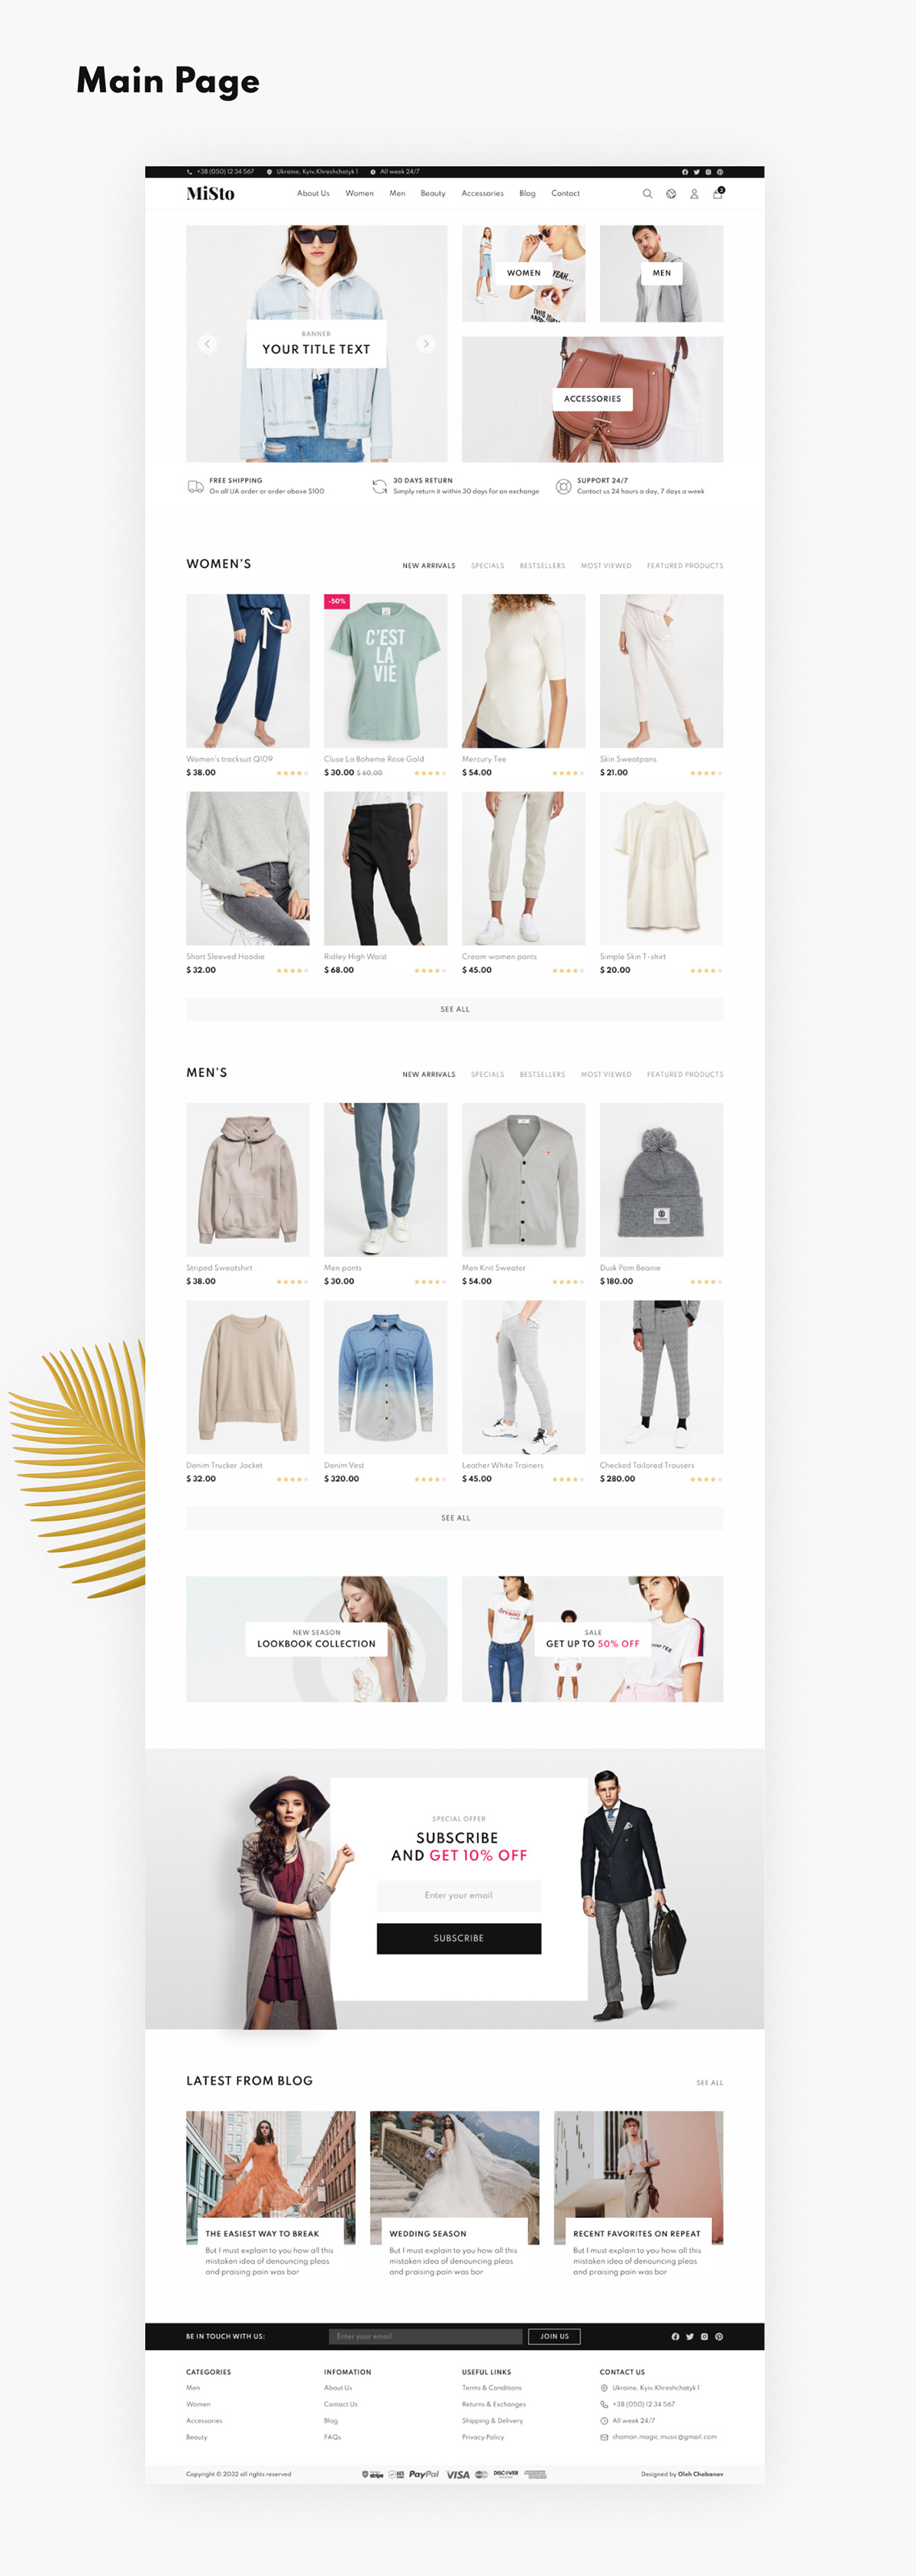 Main Page
+38 (050) 12 34 567 Ukraine, Kyiv, Khreshchatyk 1 All week 24/7
MiSto About Us Women Men Beauty Accessories Blog Contact 2
BANNER
YOUR TITLE TEXT
WOMEN
YEAH...
MEN
ACCESSORIES
FREE SHIPPING
On all UA order or order above $100
30 DAYS RETURN
Simply return it within 30 days for an exchange
SUPPORT 24/7
Contact us 24 hours a day, 7 days a week
WOMEN'S NEW ARRIVALS SPECIALS BESTSELLERS MOST VIEWED FEATURED PRODUCTS
-50%
C'EST
LA
VIE
Women's tracksuit Q109
$ 38.00
Cluse La Boheme Rose Gold
$ 30.00 $ 60.00
Mercury Tee
$ 54.00
Skin Sweatpans
$ 21.00
Short Sleeved Hoodie
$ 32.00
Ridley High Waist
$ 68.00
Cream women pants
$ 45.00
Simple Skin T-shirt
$ 20.00
SEE ALL
MEN'S NEW ARRIVALS SPECIALS BESTSELLERS MOST VIEWED FEATURED PRODUCTS
Striped Sweatshirt
$ 38.00
Men pants
$ 30.00
Men Knit Sweater
$ 54.00
Dusk Pom Beanie
$ 180.00
Denim Trucker Jacket
$ 32.00
Denim Vest
$ 320.00
Leather White Trainers
$ 45.00
Checked Tailored Trousers
$ 280.00
SEE ALL
NEW SEASON
LOOKBOOK COLLECTION
SALE
GET UP TO 50% OFF
SPECIAL OFFER
SUBSCRIBE
AND GET 10% OFF
Enter your email
SUBSCRIBE
LATEST FROM BLOG SEE ALL
THE EASIEST WAY TO BREAK
But I must explain to you how all this
mistaken idea of denouncing pleas
and praising pain was bor
WEDDING SEASON
But I must explain to you how all this
mistaken idea of denouncing pleas
and praising pain was bor
RECENT FAVORITES ON REPEAT
But I must explain to you how all this
mistaken idea of denouncing pleas
and praising pain was bor
BE IN TOUCH WITH US: Enter your email JOIN US
CATEGORIES
Men
Women
Accessories
Beauty
INFOMATION
About Us
Contact Us
Blog
FAQs
USEFUL LINKS
Terms & Conditions
Returns & Exchanges
Shipping & Delivery
Privacy Policy
CONTACT US
Ukraine, Kyiv, Khreshchatyk 1
+38 (050) 12 34 567
All week 24/7
shaman.magic.music@gmail.com
Copyright © 2032 all rights reserved stripe PayPal VISA DISCOVER Designed by Oleh Chabanov